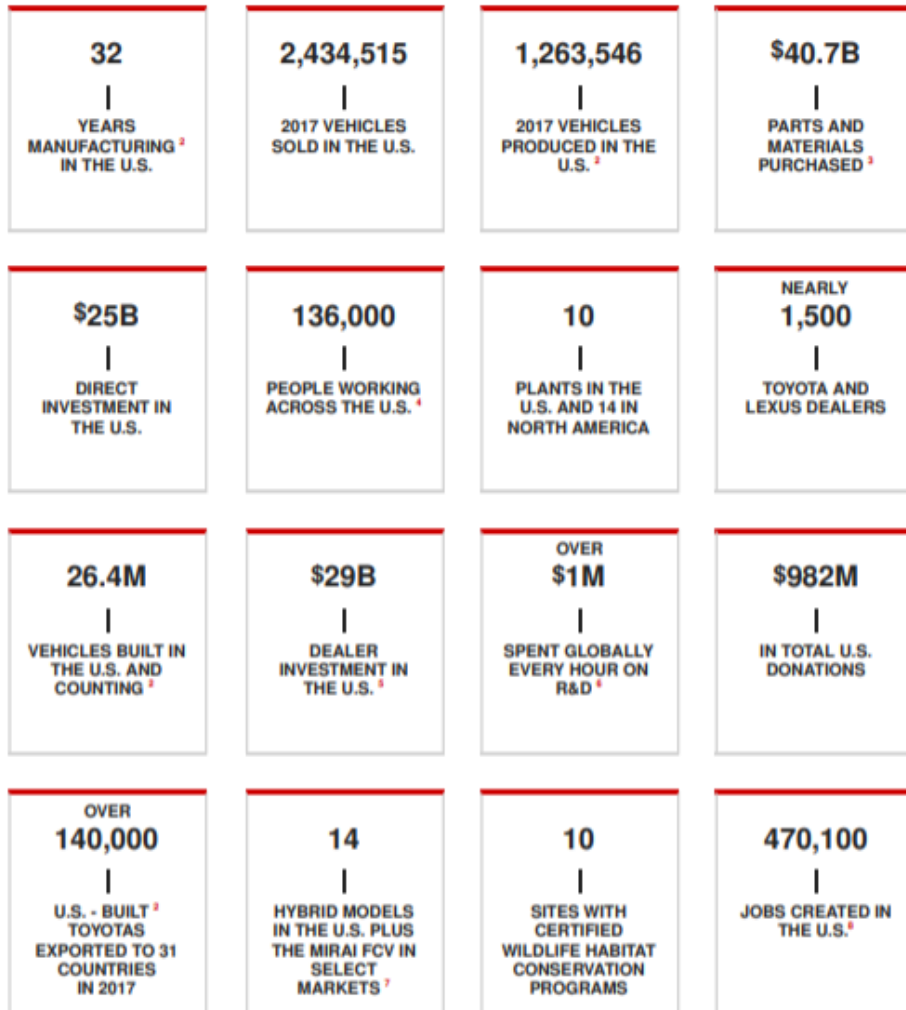 32
YEARS
MANUFACTURING ²
IN THE U.S.
2,434,515
2017 VEHICLES
SOLD IN THE U.S.
1,263,546
2017 VEHICLES
PRODUCED IN THE
U.S. ²
$40.7B
PARTS AND
MATERIALS
PURCHASED ³
$25B
DIRECT
INVESTMENT IN
THE U.S.
136,000
PEOPLE WORKING
ACROSS THE U.S. ⁴
10
PLANTS IN THE
U.S. AND 14 IN
NORTH AMERICA
NEARLY
1,500
TOYOTA AND
LEXUS DEALERS
26.4M
VEHICLES BUILT IN
THE U.S. AND
COUNTING ²
$29B
DEALER
INVESTMENT IN
THE U.S. ⁵
OVER
$1M
SPENT GLOBALLY
EVERY HOUR ON
R&D ⁶
$982M
IN TOTAL U.S.
DONATIONS
OVER
140,000
U.S. - BUILT ²
TOYOTAS
EXPORTED TO 31
COUNTRIES
IN 2017
14
HYBRID MODELS
IN THE U.S. PLUS
THE MIRAI FCV IN
SELECT
MARKETS ⁷
10
SITES WITH
CERTIFIED
WILDLIFE HABITAT
CONSERVATION
PROGRAMS
470,100
JOBS CREATED IN
THE U.S.⁸